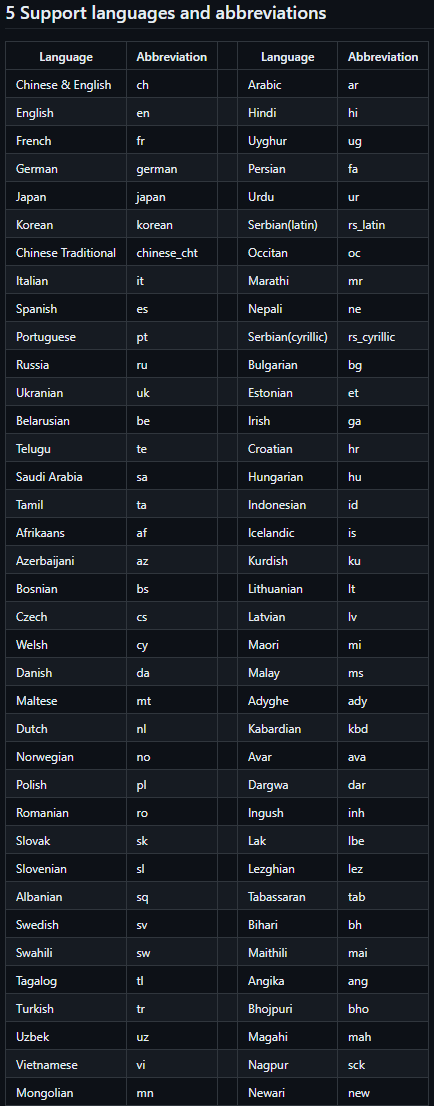 5 Support languages and abbreviations
Language Abbreviation Language Abbreviation
Chinese & English ch Arabic ar
English en Hindi hi
French fr Uyghur ug
German german Persian fa
Japan japan Urdu ur
Korean korean Serbian(latin) rs_latin
Chinese Traditional chinese_cht Occitan oc
Italian it Marathi mr
Spanish es Nepali ne
Portuguese pt Serbian(cyrillic) rs_cyrillic
Russia ru Bulgarian bg
Ukranian uk Estonian et
Belarusian be Irish ga
Telugu te Croatian hr
Saudi Arabia sa Hungarian hu
Tamil ta Indonesian id
Afrikaans af Icelandic is
Azerbaijani az Kurdish ku
Bosnian bs Lithuanian lt
Czech cs Latvian lv
Welsh cy Maori mi
Danish da Malay ms
Maltese mt Adyghe ady
Dutch nl Kabardian kbd
Norwegian no Avar ava
Polish pl Dargwa dar
Romanian ro Ingush inh
Slovak sk Lak lbe
Slovenian sl Lezghian lez
Albanian sq Tabassaran tab
Swedish sv Bihari bh
Swahili sw Maithili mai
Tagalog tl Angika ang
Turkish tr Bhojpuri bho
Uzbek uz Magahi mah
Vietnamese vi Nagpur sck
Mongolian mn Newari new